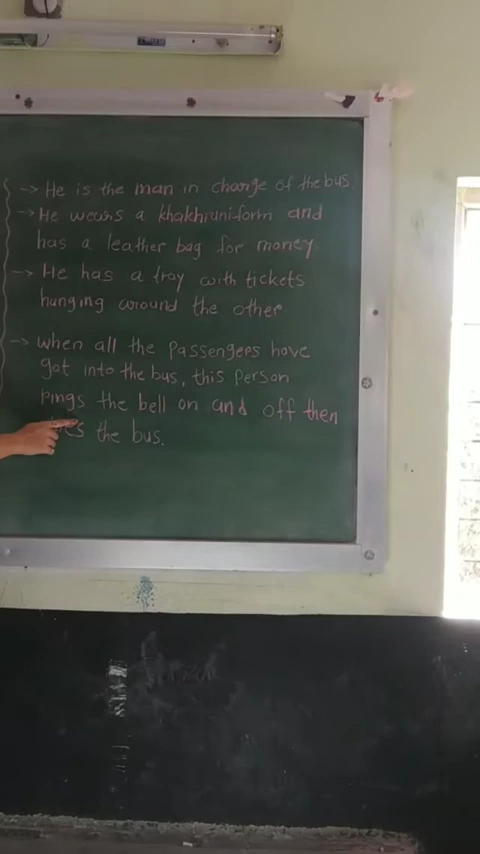 → He is the man in charge of the bus.
→ He wears a khakhi uniform and
has a leather bag for money.
→ He has a tray with tickets
hanging around the other
→ when all the passengers have
got into the bus, this person
rings the bell on and off then
the bus.